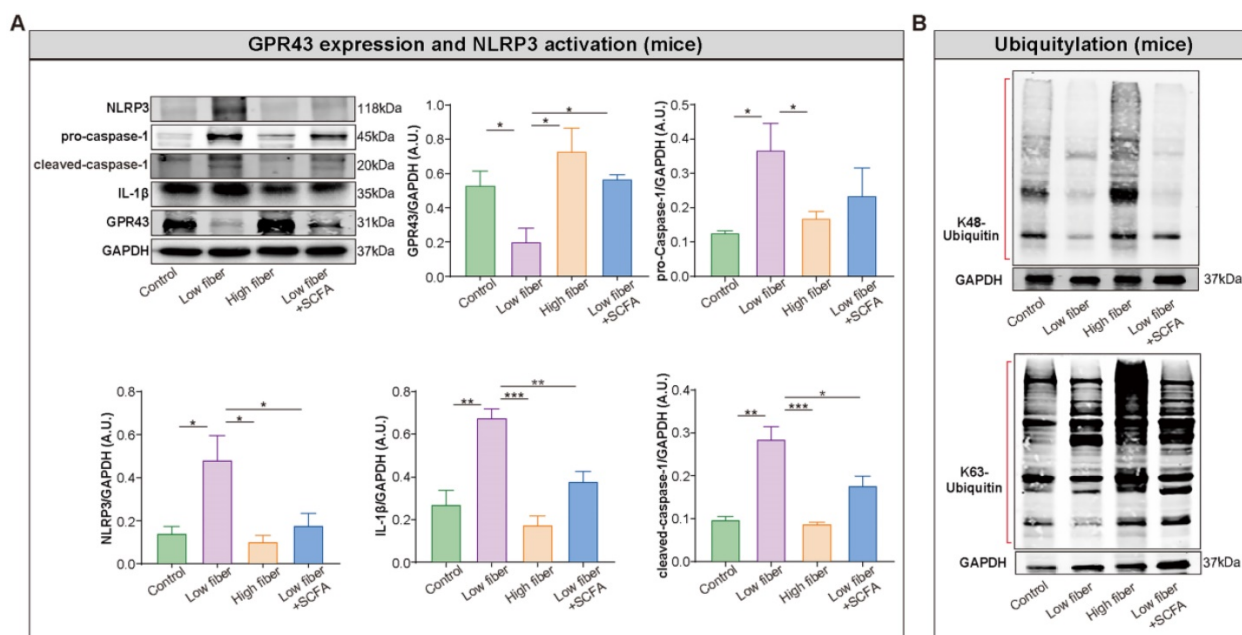 A
GPR43 expression and NLRP3 activation (mice)
NLRP3
118kDa
pro-caspase-1
45kDa
cleaved-caspase-1
20kDa
IL-1β
35kDa
GPR43
31kDa
GAPDH
37kDa
Control
Low fiber
High fiber
Low fiber
+SCFA
GPR43/GAPDH (A.U.)
1.0
0.8
0.6
0.4
0.2
0.0
*
*
*
Control
Low fiber
High fiber
Low fiber
+SCFA
pro-Caspase-1/GAPDH (A.U.)
0.5
0.4
0.3
0.2
0.1
0.0
*
*
Control
Low fiber
High fiber
Low fiber
+SCFA
NLRP3/GAPDH (A.U.)
0.8
0.6
0.4
0.2
0.0
*
*
*
Control
Low fiber
High fiber
Low fiber
+SCFA
IL-1β/GAPDH (A.U.)
0.8
0.6
0.4
0.2
0.0
**
***
**
Control
Low fiber
High fiber
Low fiber
+SCFA
cleaved-caspase-1/GAPDH (A.U.)
0.4
0.3
0.2
0.1
0.0
**
***
*
Control
Low fiber
High fiber
Low fiber
+SCFA
B
Ubiquitylation (mice)
K48-
Ubiquitin
GAPDH
37kDa
Control
Low fiber
High fiber
Low fiber
+SCFA
K63-
Ubiquitin
GAPDH
37kDa
Control
Low fiber
High fiber
Low fiber
+SCFA